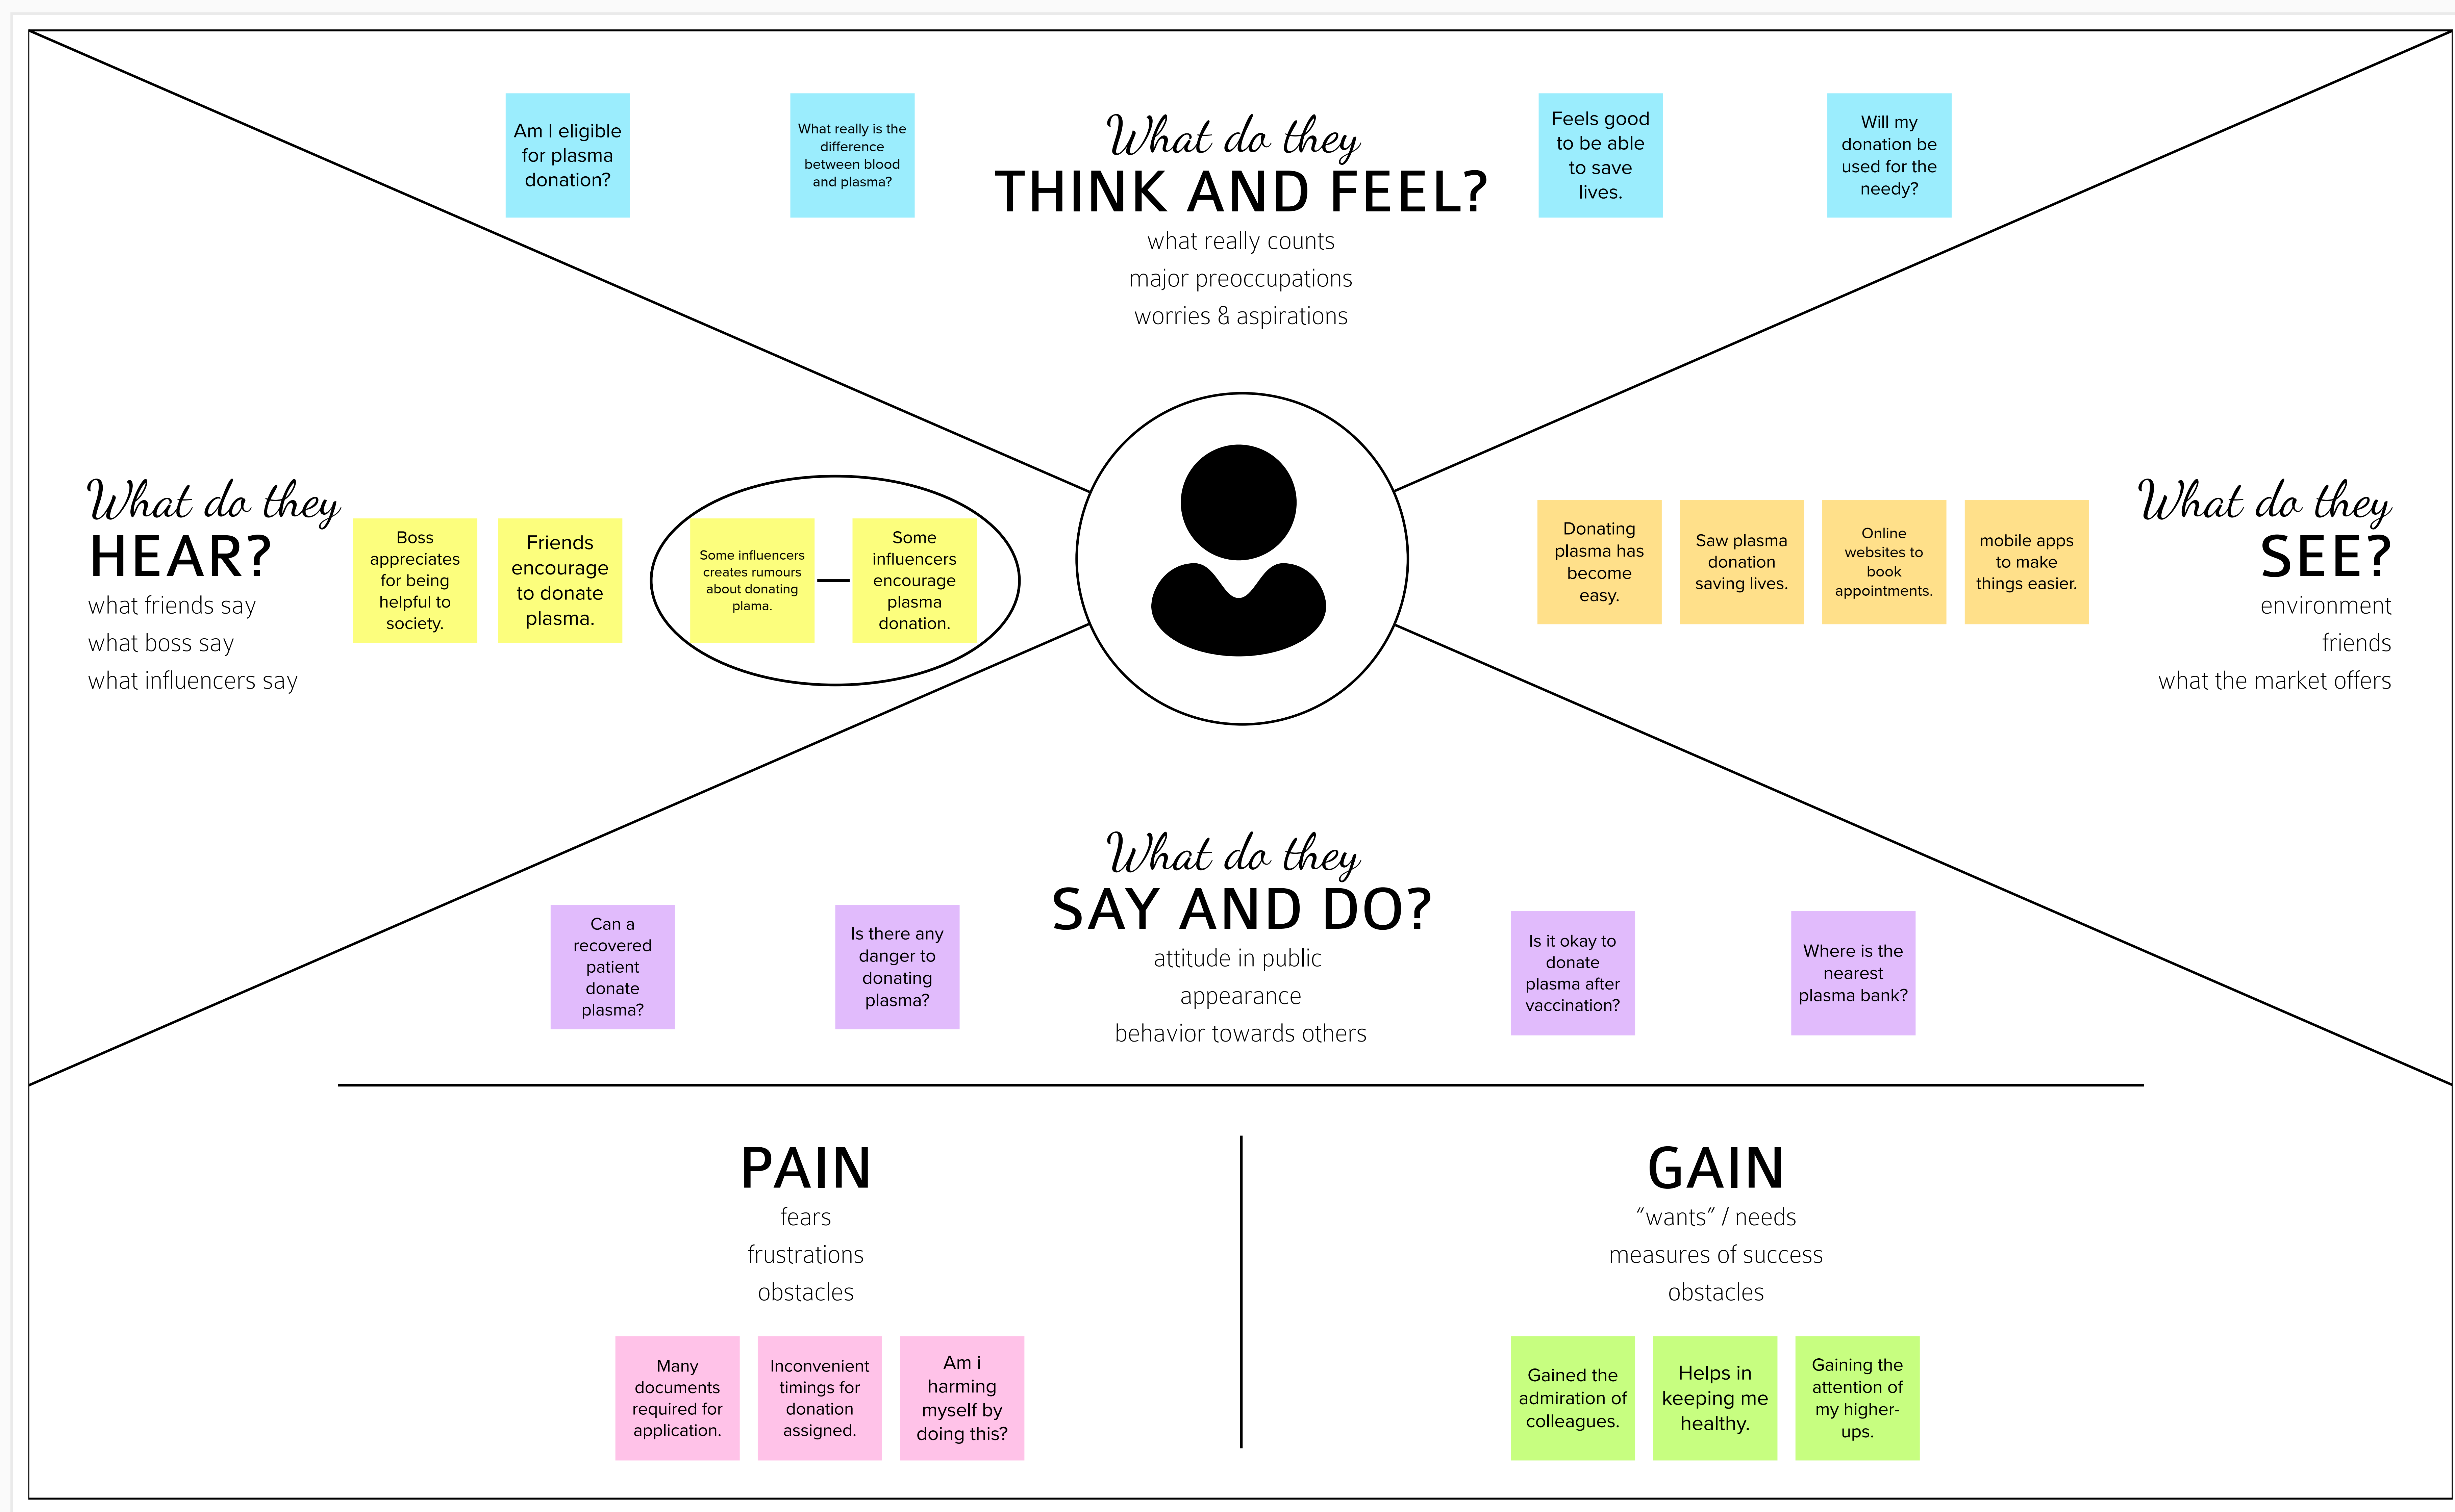 What do they
THINK AND FEEL?
what really counts
major preoccupations
worries & aspirations
Am I eligible
for plasma
donation?
What really is the
difference
between blood
and plasma?
Feels good
to be able
to save
lives.
Will my
donation be
used for the
needy?
What do they
HEAR?
what friends say
what boss say
what influencers say
Boss
appreciates
for being
helpful to
society.
Friends
encourage
to donate
plasma.
Some influencers
creates rumours
about donating
plama.
Some
influencers
encourage
plasma
donation.
Donating
plasma has
become
easy.
Saw plasma
donation
saving lives.
Online
websites to
book
appointments.
mobile apps
to make
things easier.
What do they
SEE?
environment
friends
what the market offers
What do they
SAY AND DO?
attitude in public
appearance
behavior towards others
Can a
recovered
patient
donate
plasma?
Is there any
danger to
donating
plasma?
Is it okay to
donate
plasma after
vaccination?
Where is the
nearest
plasma bank?
PAIN
fears
frustrations
obstacles
Many
documents
required for
application.
Inconvenient
timings for
donation
assigned.
Am i
harming
myself by
doing this?
GAIN
“wants” / needs
measures of success
obstacles
Gained the
admiration of
colleagues.
Helps in
keeping me
healthy.
Gaining the
attention of
my higher-
ups.